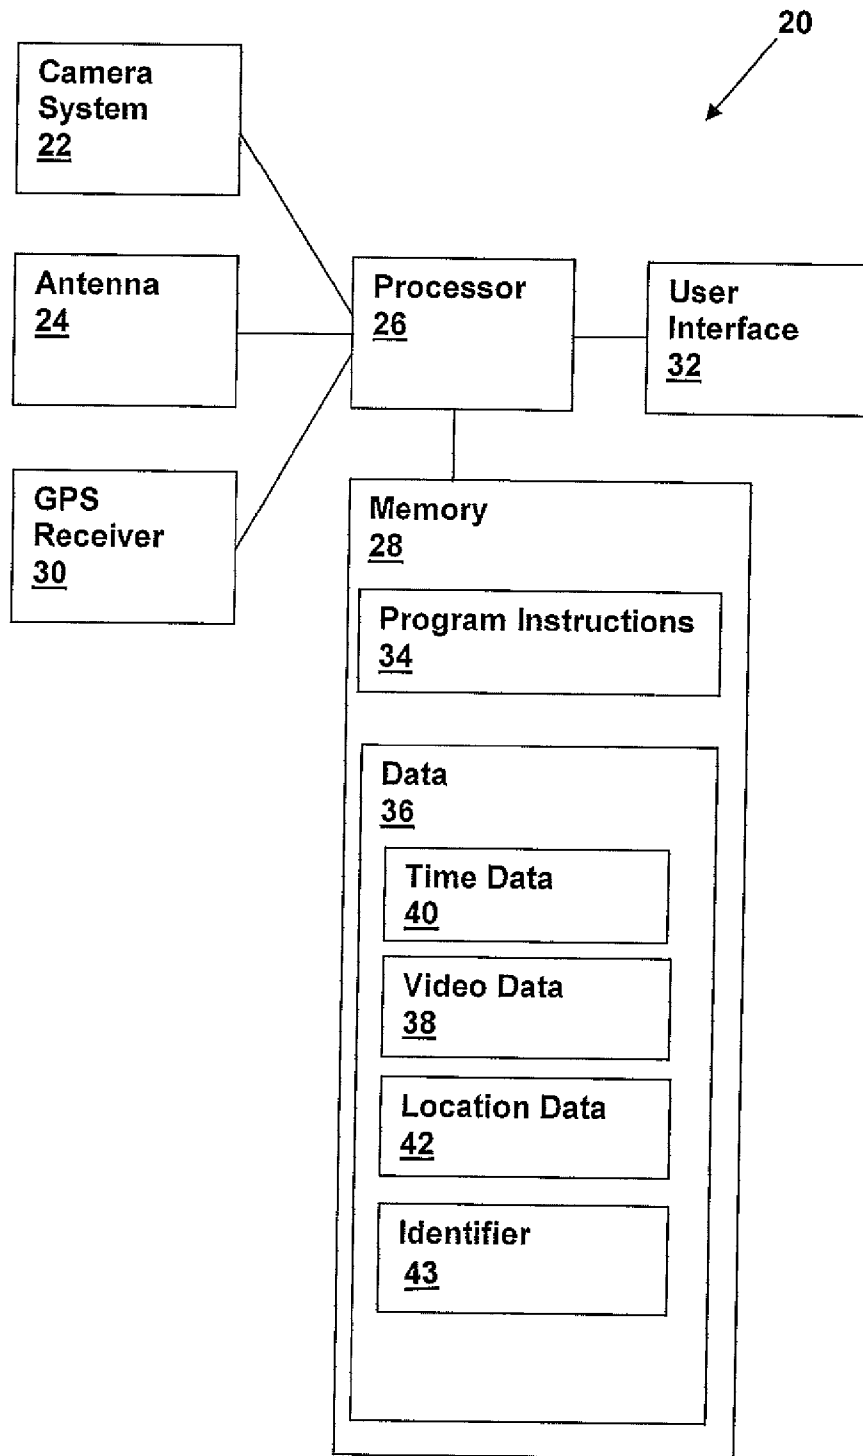 20
Camera
System
22
Antenna
24
GPS
Receiver
30
Processor
26
User
Interface
32
Memory
28
Program Instructions
34
Data
36
Time Data
40
Video Data
38
Location Data
42
Identifier
43